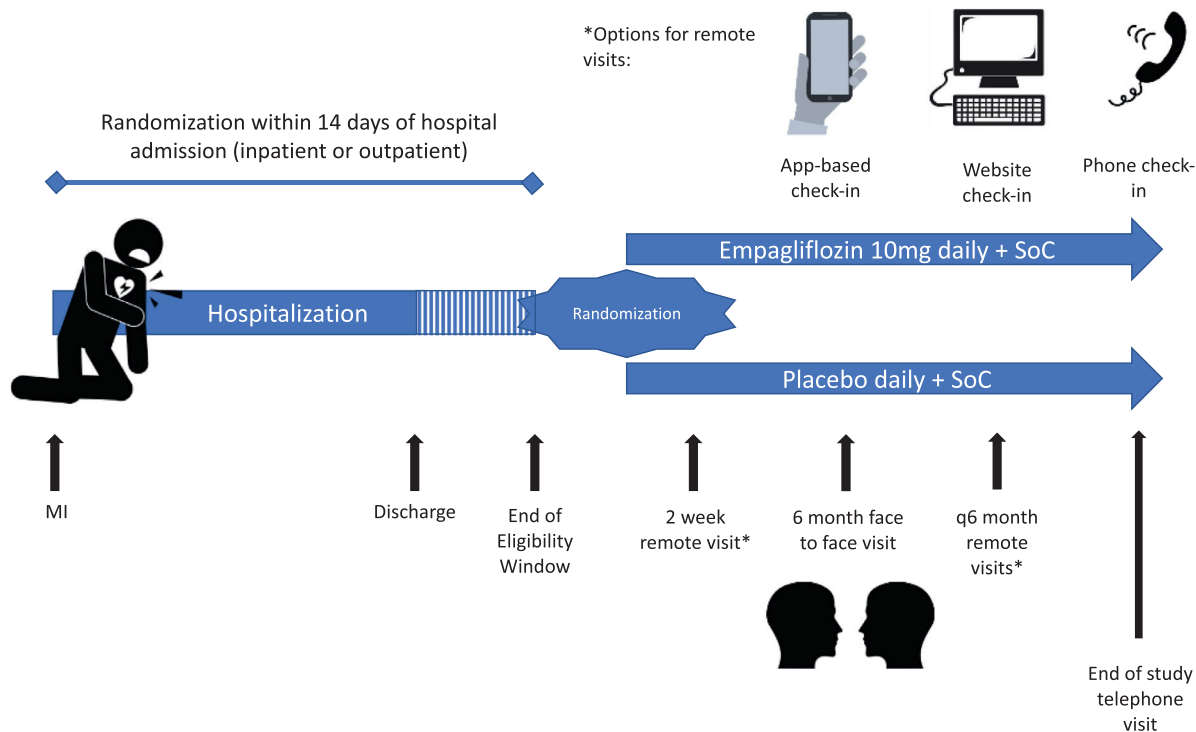 *Options for remote
visits:
App-based
check-in
Website
check-in
Phone check-
in
Randomization within 14 days of hospital
admission (inpatient or outpatient)
Empagliflozin 10mg daily + SoC
Hospitalization
Randomization
Placebo daily + SoC
MI
Discharge
End of
Eligibility
Window
2 week
remote visit*
6 month face
to face visit
q6 month
remote
visits*
End of study
telephone
visit